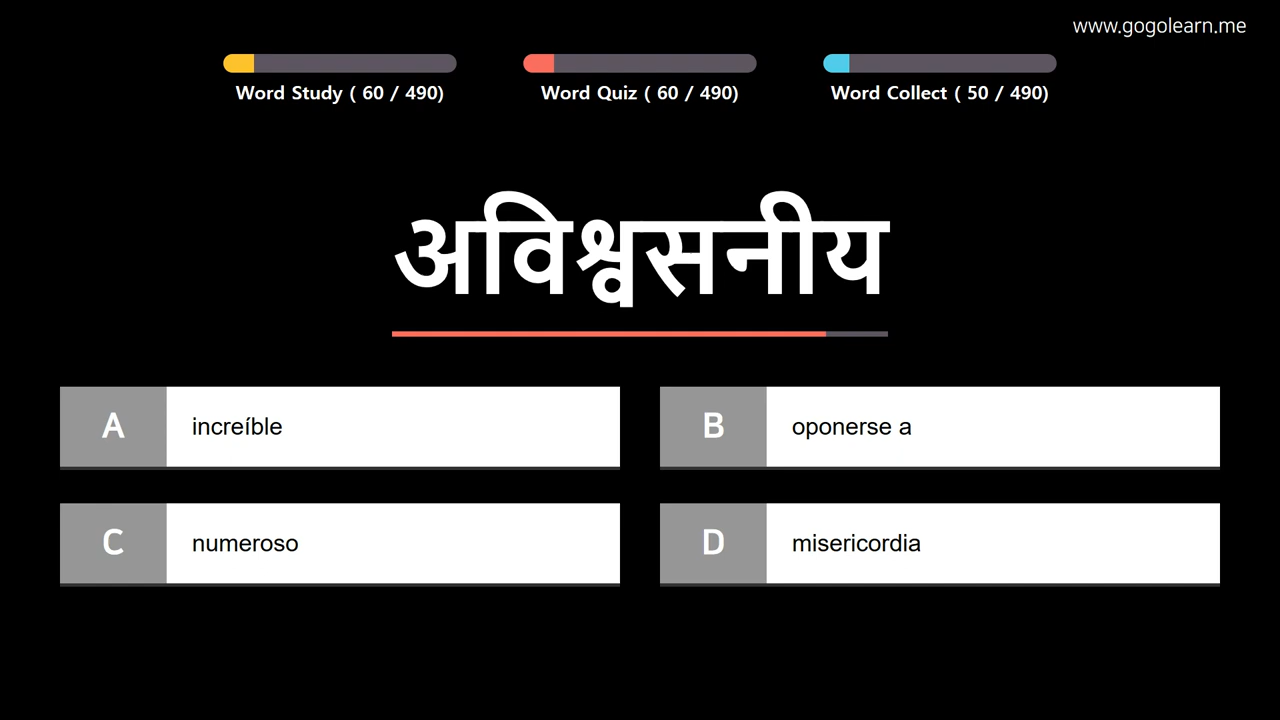 www.gogolearn.me
Word Study ( 60 / 490)
Word Quiz ( 60 / 490)
Word Collect ( 50 / 490)
अविश्वसनीय
A increíble
B oponerse a
C numeroso
D misericordia